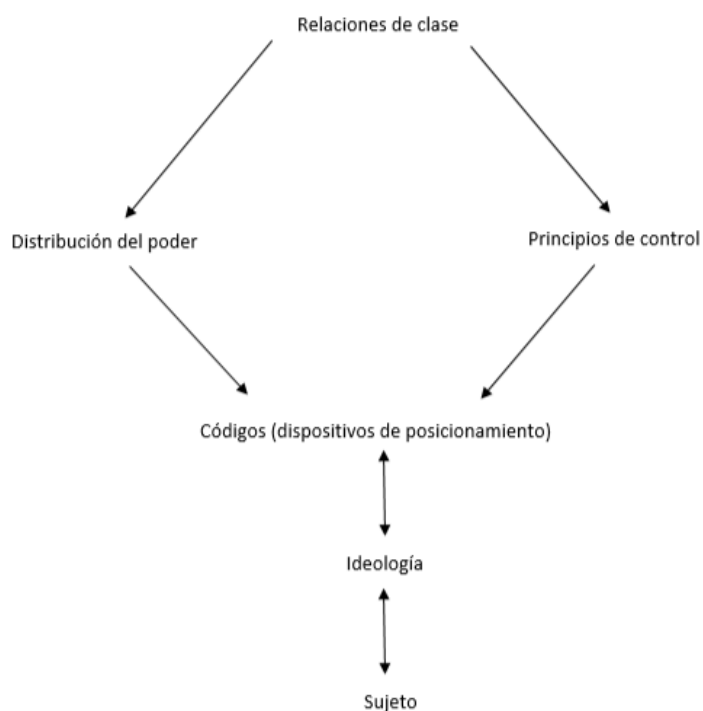 Relaciones de clase
Distribución del poder
Principios de control
Códigos (dispositivos de posicionamiento)
Ideología
Sujeto